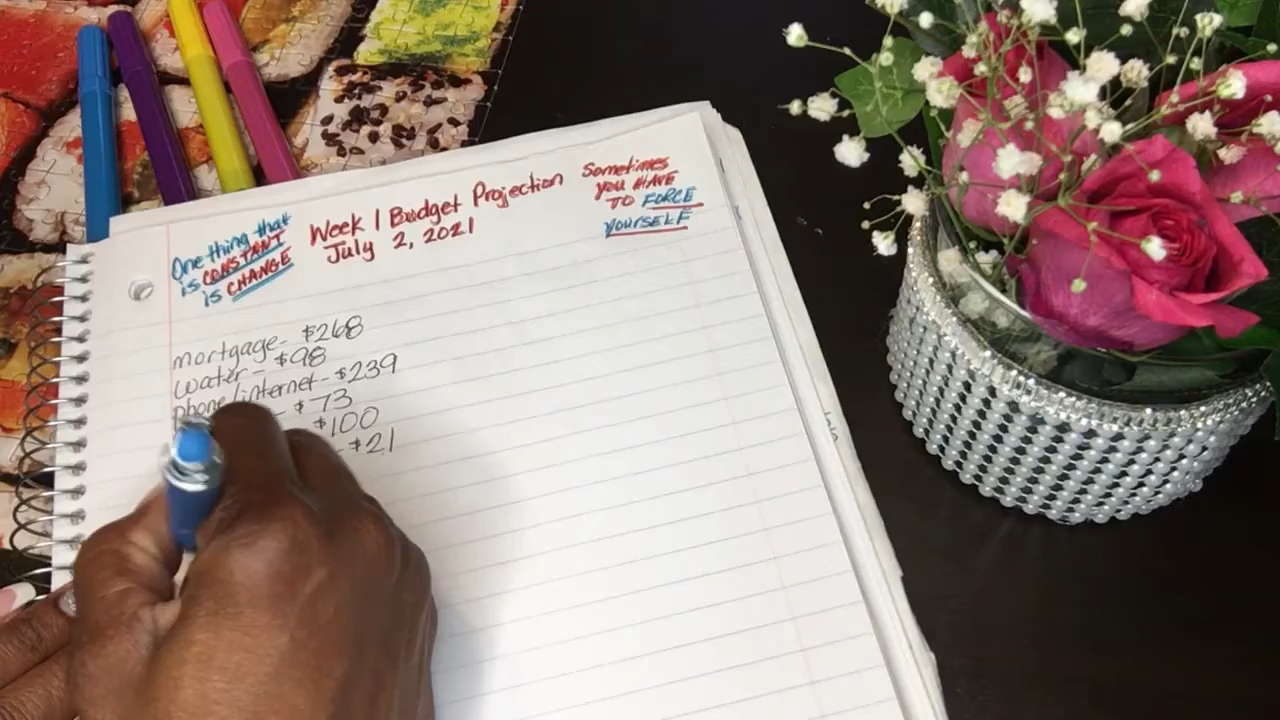 One thing that
is CONSTANT
is CHANGE
Week 1 Budget Projection
July 2, 2021
Sometimes
you HAVE
TO FORCE
YOURSELF
mortgage - $268
water - $98
phone/internet - $239
- $73
$100
- $21